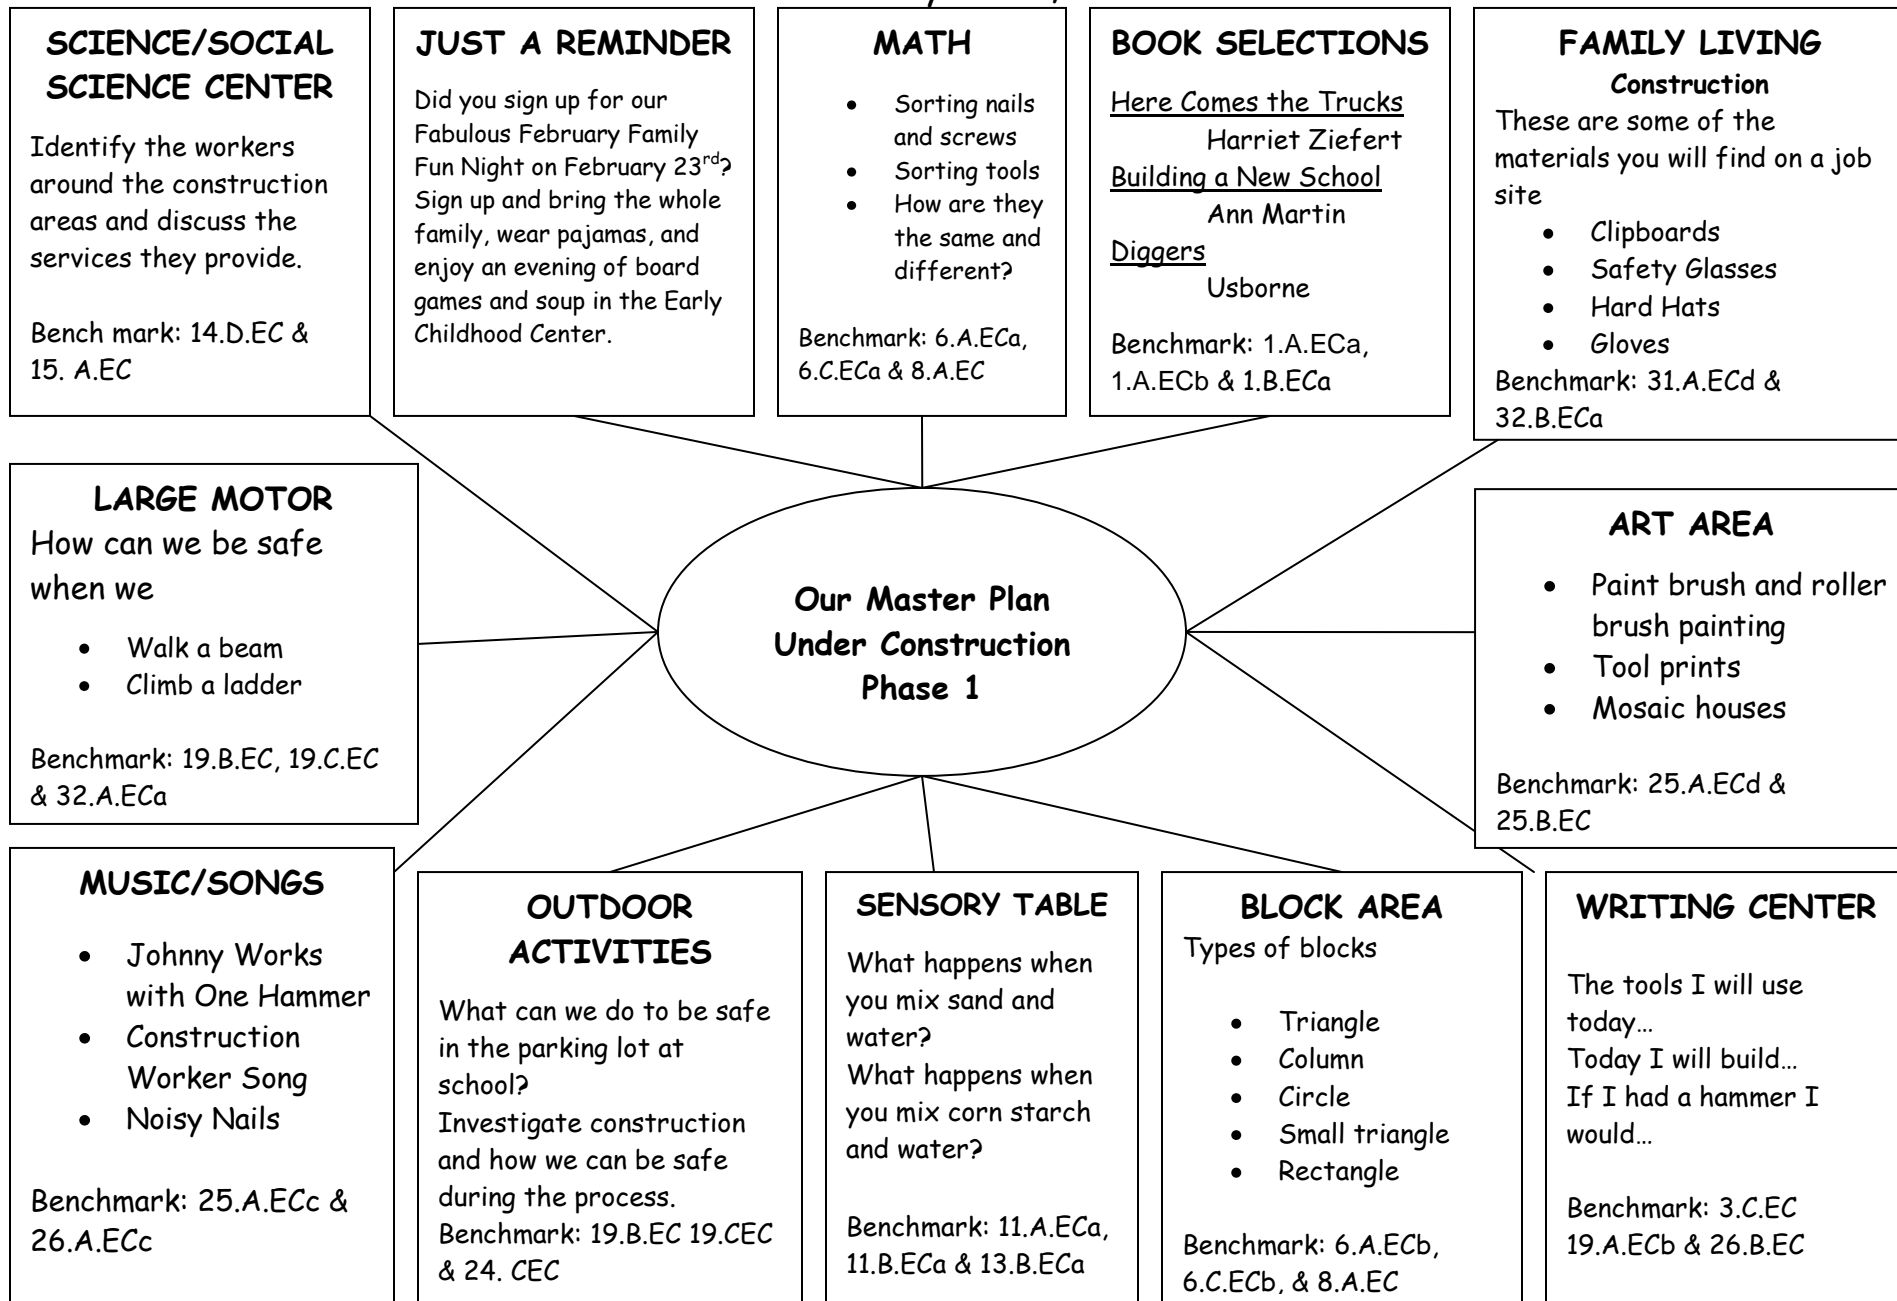 SCIENCE/SOCIAL
SCIENCE CENTER
Identify the workers
around the construction
areas and discuss the
services they provide.
Bench mark: 14.D.EC &
15. A.EC
JUST A REMINDER
Did you sign up for our
Fabulous February Family
Fun Night on February 23rd?
Sign up and bring the whole
family, wear pajamas, and
enjoy an evening of board
games and soup in the Early
Childhood Center.
MATH
• Sorting nails
and screws
• Sorting tools
• How are they
the same and
different?
Benchmark: 6.A.ECa,
6.C.ECa & 8.A.EC
BOOK SELECTIONS
Here Comes the Trucks
Harriet Ziefert
Building a New School
Ann Martin
Diggers
Usborne
Benchmark: 1.A.ECa,
1.A.ECb & 1.B.ECa
FAMILY LIVING
Construction
These are some of the
materials you will find on a job
site
• Clipboards
• Safety Glasses
• Hard Hats
• Gloves
Benchmark: 31.A.ECd &
32.B.ECa
LARGE MOTOR
How can we be safe
when we
• Walk a beam
• Climb a ladder
Benchmark: 19.B.EC, 19.C.EC
& 32.A.ECa
Our Master Plan
Under Construction
Phase 1
ART AREA
• Paint brush and roller
brush painting
• Tool prints
• Mosaic houses
Benchmark: 25.A.ECd &
25.B.EC
MUSIC/SONGS
• Johnny Works
with One Hammer
• Construction
Worker Song
• Noisy Nails
Benchmark: 25.A.ECc &
26.A.ECc
OUTDOOR
ACTIVITIES
What can we do to be safe
in the parking lot at
school?
Investigate construction
and how we can be safe
during the process.
Benchmark: 19.B.EC 19.CEC
& 24. CEC
SENSORY TABLE
What happens when
you mix sand and
water?
What happens when
you mix corn starch
and water?
Benchmark: 11.A.ECa,
11.B.ECa & 13.B.ECa
BLOCK AREA
Types of blocks
• Triangle
• Column
• Circle
• Small triangle
• Rectangle
Benchmark: 6.A.ECb,
6.C.ECb, & 8.A.EC
WRITING CENTER
The tools I will use
today…
Today I will build…
If I had a hammer I
would…
Benchmark: 3.C.EC
19.A.ECb & 26.B.EC